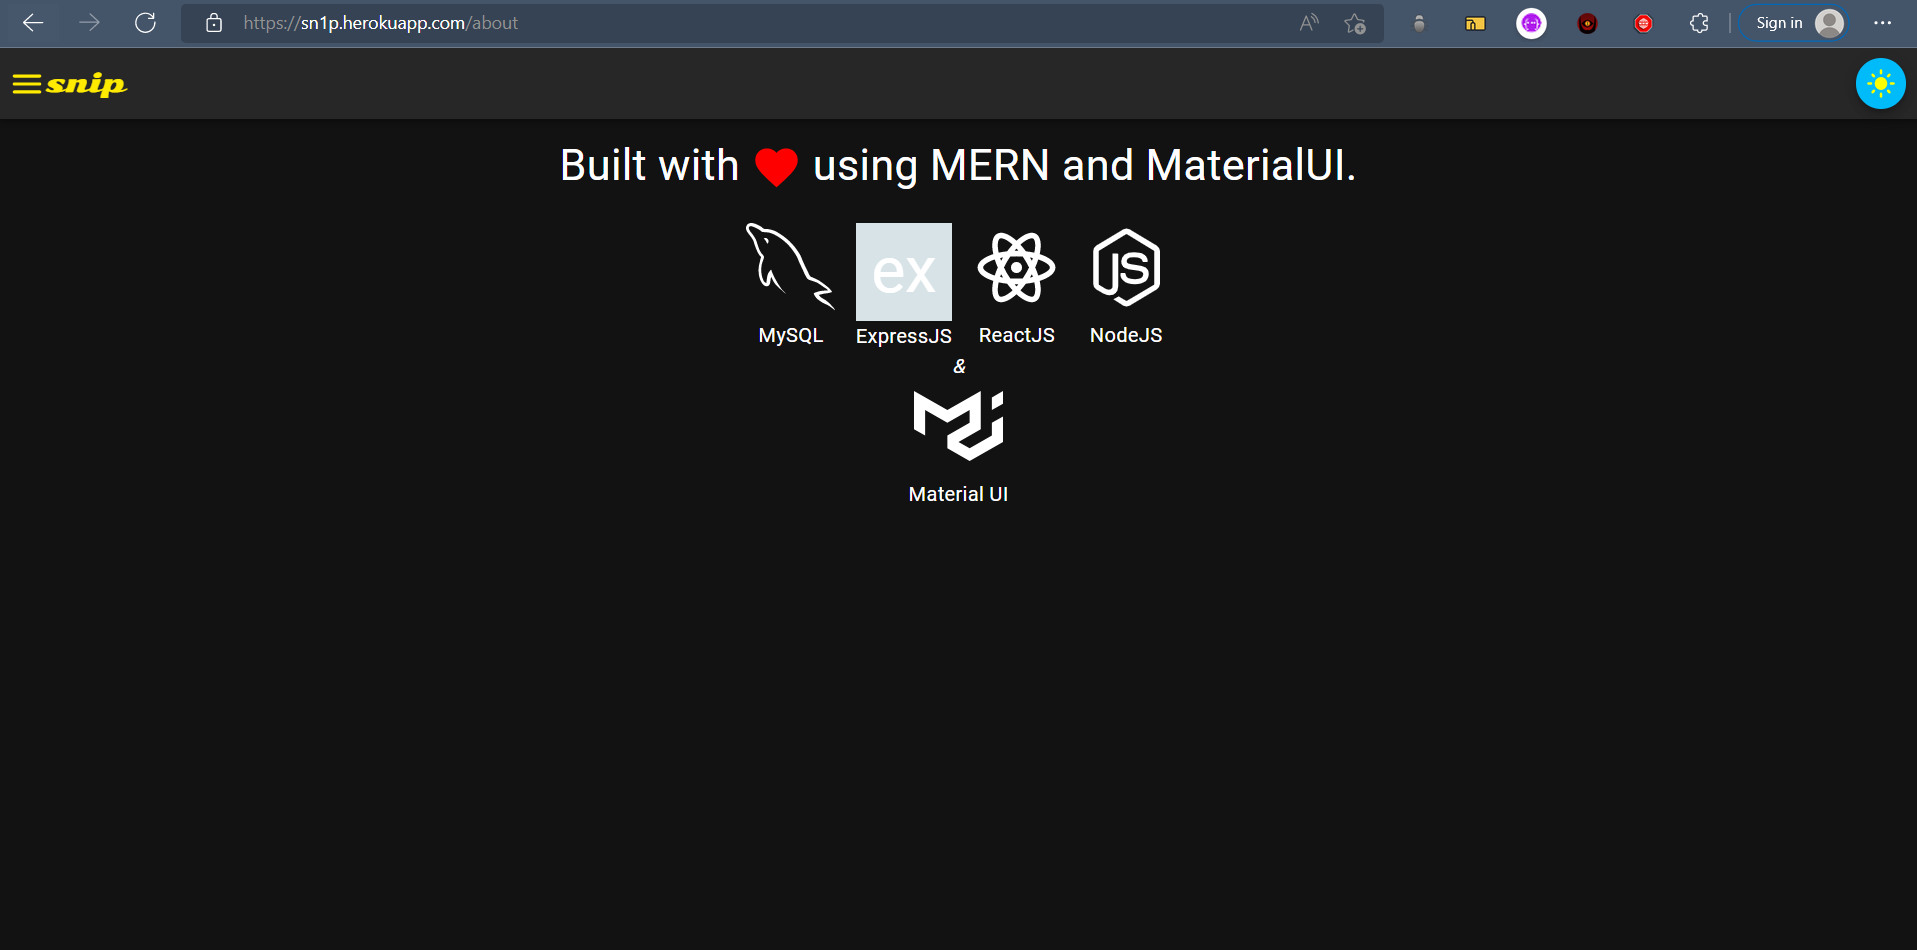 https://sn1p.herokuapp.com/about
Sign in
snip
Built with using MERN and MaterialUI.
ex
JS
MySQL ExpressJS ReactJS NodeJS
&
Material UI